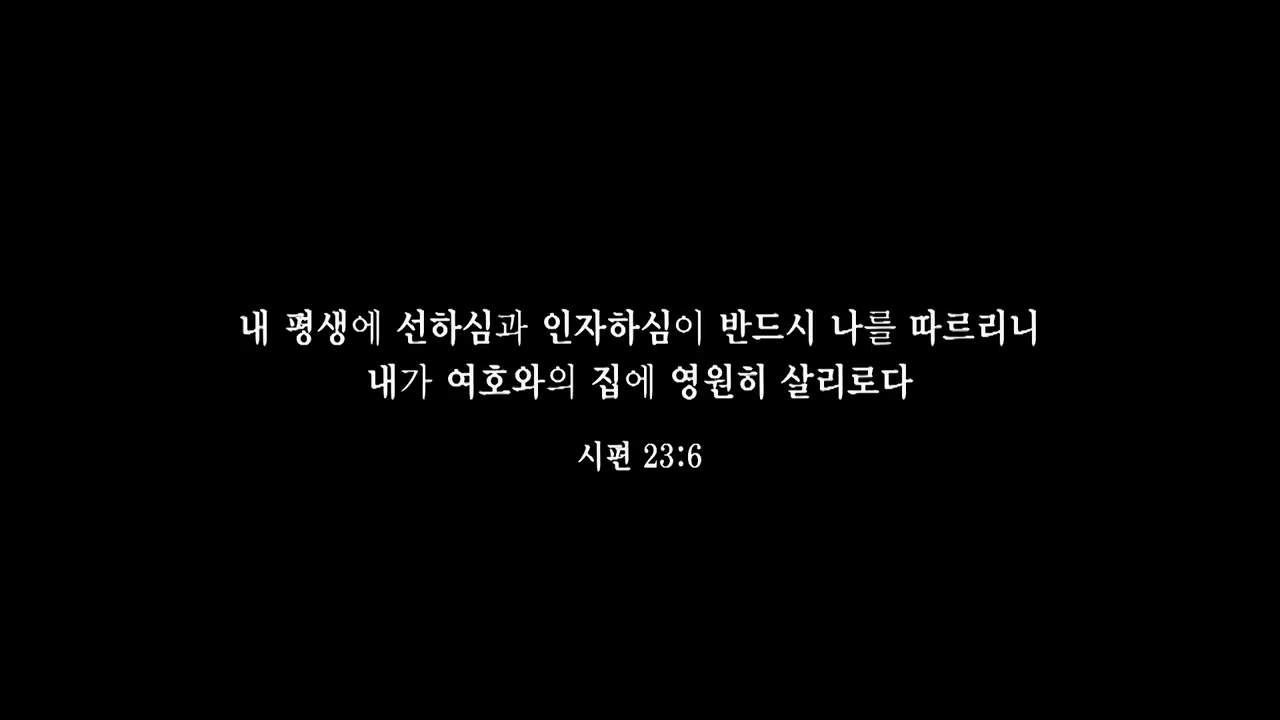 내 평생에 선하심과 인자하심이 반드시 나를 따르리니
내가 여호와의 집에 영원히 살리로다
시편 23:6